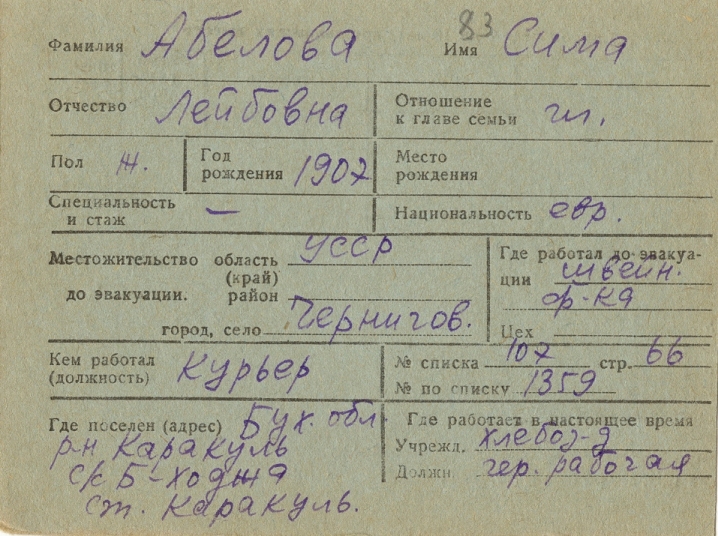 83
Фамилия Абелова Имя Сима
Отчество Лейбовна Отношение к главе семьи гл.
Пол ж. Год рождения 1907 Место рождения
Специальность и стаж — Национальность евр.
Местожительство область УССР Где работал до эвакуа-
(край) ции швейн.
до эвакуации. район ф-ка
город, село Чернигов. Цех
Кем работал (должность) Курьер № списка 107 стр. 66
№ по списку 1359
Где поселен (адрес) Бух. обл. Где работает в настоящее время
р-н Каракуль Учрежд. хлебоз-д
с/с Б-Ходжа Должн. чер. рабочая
ст. Каракуль.